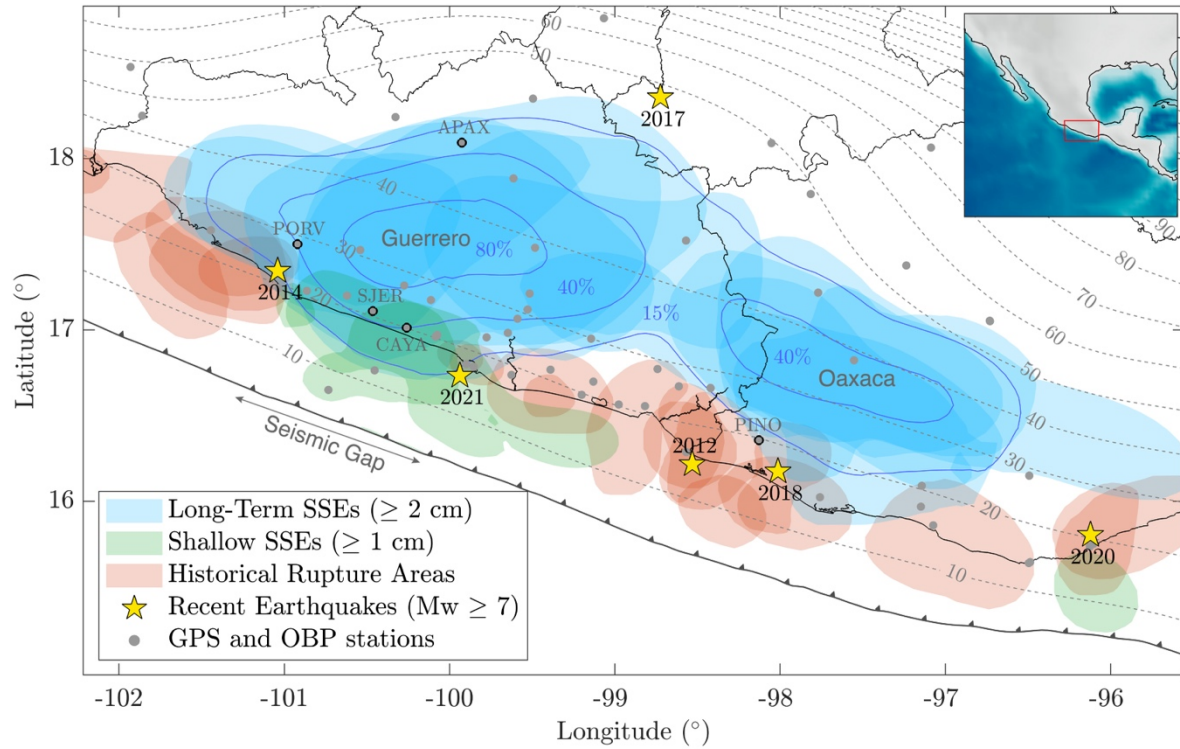 60
50
2017
18
APAX
40
90
PORV
30
Guerrero
80%
80
2014
20
SJER
40%
70
17
CAYA
15%
60
10
40%
Oaxaca
50
2021
40
PINO
2012
30
Seismic Gap
2018
16
20
2020
10
Long-Term SSEs (≥ 2 cm)
Shallow SSEs (≥ 1 cm)
Historical Rupture Areas
Recent Earthquakes (Mw ≥ 7)
GPS and OBP stations
Latitude (°)
-102
-101
-100
-99
-98
-97
-96
Longitude (°)